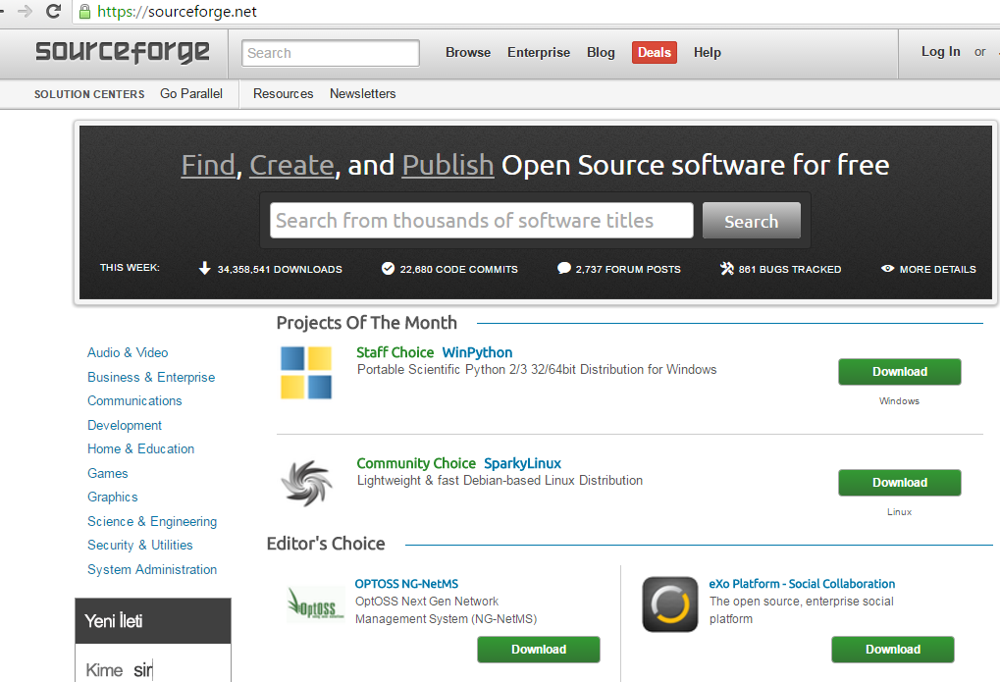 https://sourceforge.net
sourceforge
Search
Browse Enterprise Blog Deals Help
Log In or
SOLUTION CENTERS Go Parallel Resources Newsletters
Find, Create, and Publish Open Source software for free
Search from thousands of software titles
Search
THIS WEEK: 34,358,541 DOWNLOADS 22,680 CODE COMMITS 2,737 FORUM POSTS 861 BUGS TRACKED MORE DETAILS
Audio & Video
Business & Enterprise
Communications
Development
Home & Education
Games
Graphics
Science & Engineering
Security & Utilities
System Administration
Yeni İleti
Kime sir
Projects Of The Month
Staff Choice WinPython
Portable Scientific Python 2/3 32/64bit Distribution for Windows
Download
Windows
Community Choice SparkyLinux
Lightweight & fast Debian-based Linux Distribution
Download
Linux
Editor's Choice
OptOSS
OPTOSS NG-NetMS
OptOSS Next Gen Network
Management System (NG-NetMS)
Download
eXo Platform - Social Collaboration
The open source, enterprise social
platform
Download